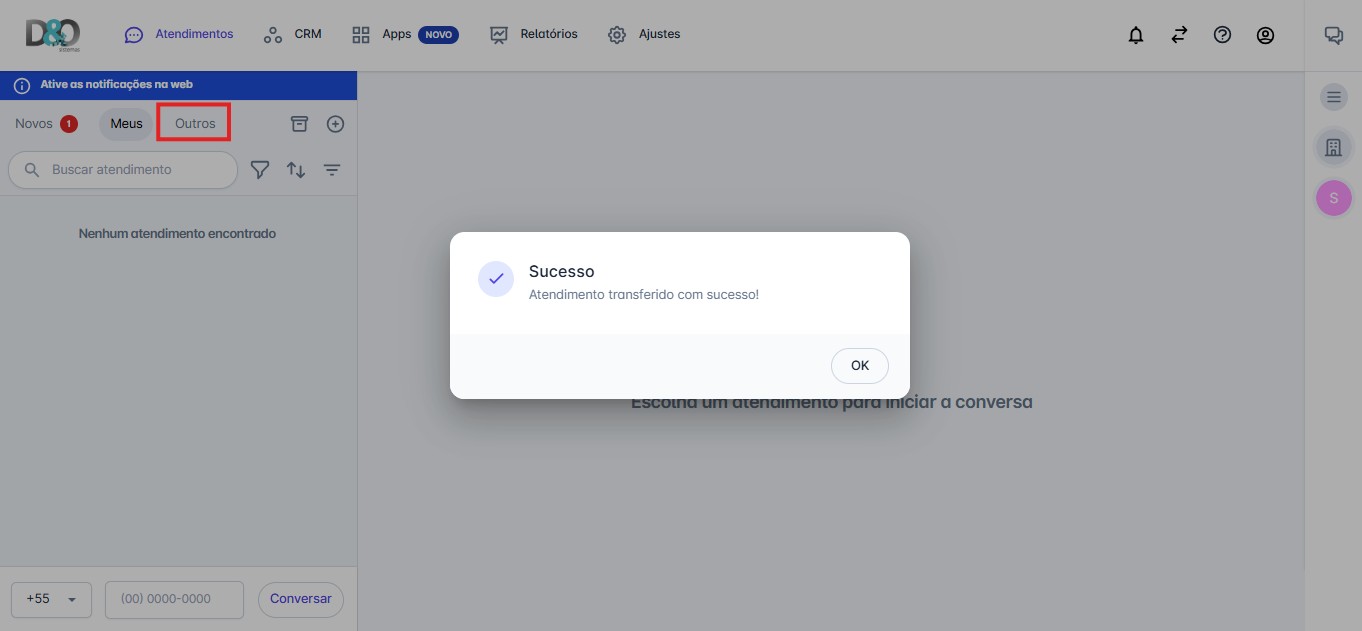 D&O
Sistemas
Atendimentos
CRM
Apps NOVO
Relatórios
Ajustes
Ative as notificações na web
Novos 1
Meus
Outros
Buscar atendimento
Nenhum atendimento encontrado
S
Sucesso
Atendimento transferido com sucesso!
OK
Escolha um atendimento para iniciar a conversa
+55
(00) 0000-0000
Conversar